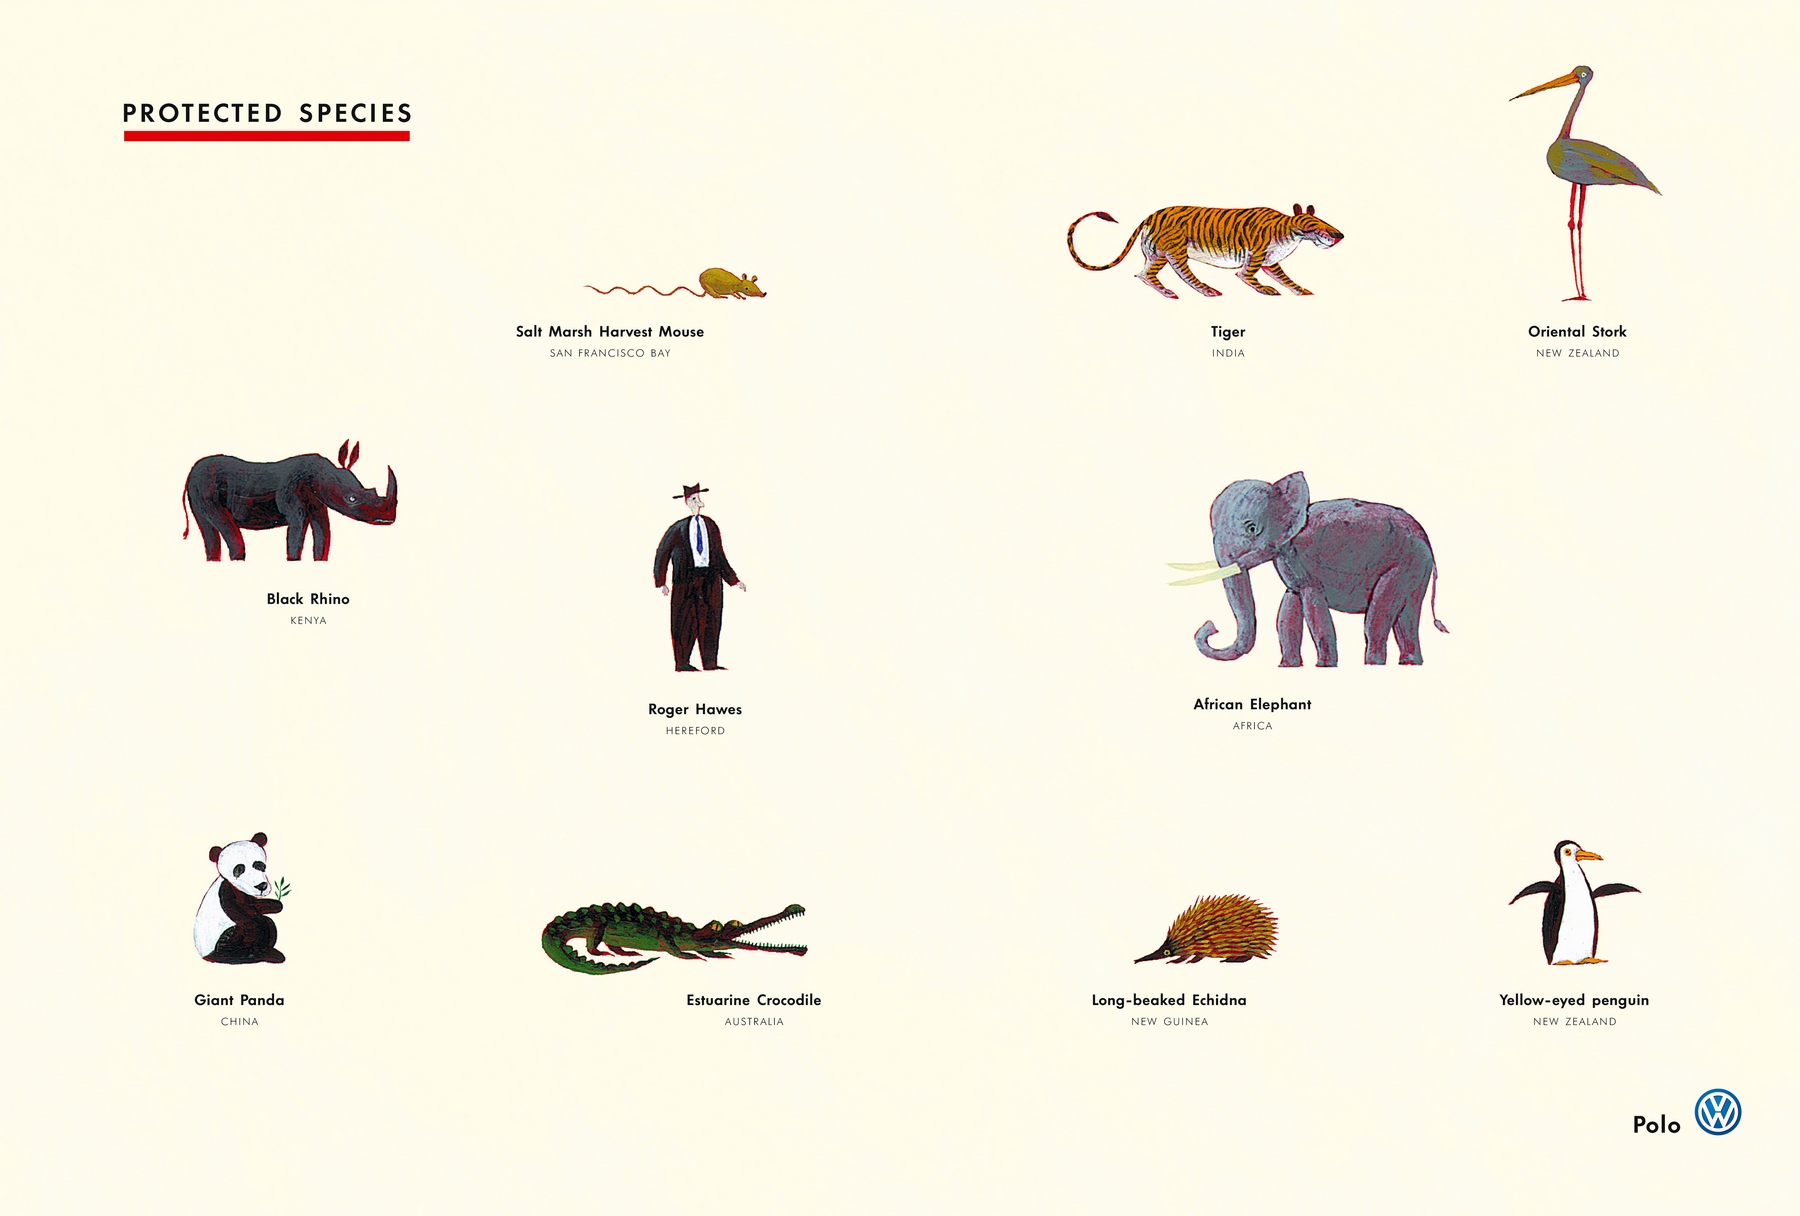 PROTECTED SPECIES
Salt Marsh Harvest Mouse
SAN FRANCISCO BAY
Tiger
INDIA
Oriental Stork
NEW ZEALAND
Black Rhino
KENYA
Roger Hawes
HEREFORD
African Elephant
AFRICA
Giant Panda
CHINA
Estuarine Crocodile
AUSTRALIA
Long-beaked Echidna
NEW GUINEA
Yellow-eyed penguin
NEW ZEALAND
Polo